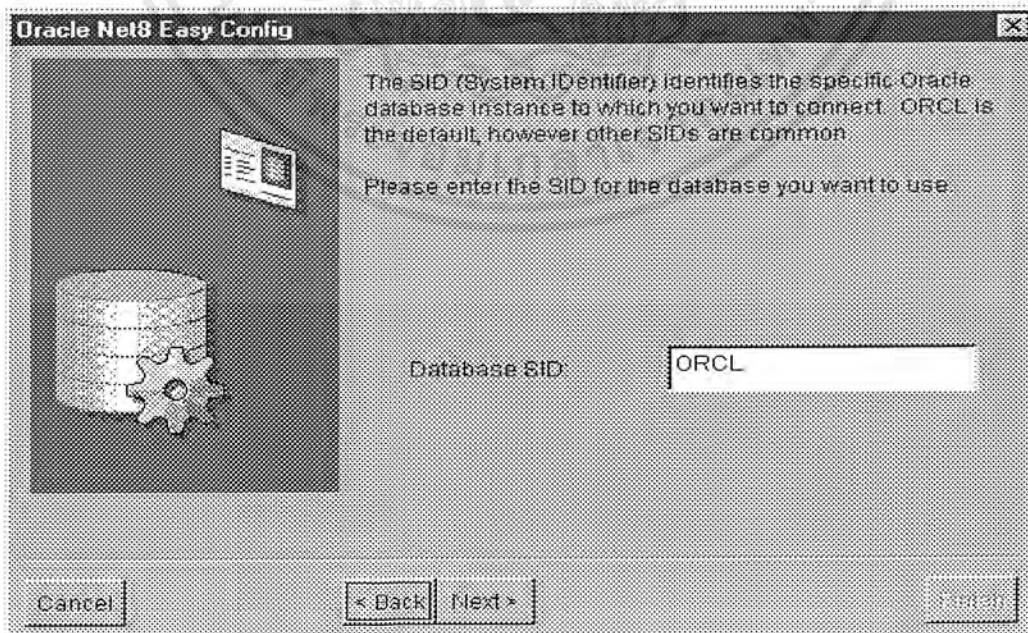 Oracle Net8 Easy Config
The SID (System IDentifier) identifies the specific Oracle
database instance to which you want to connect. ORCL is
the default, however other SIDs are common
Please enter the SID for the database you want to use.
Database SID:
ORCL
Cancel
< Back
Next >
Finish